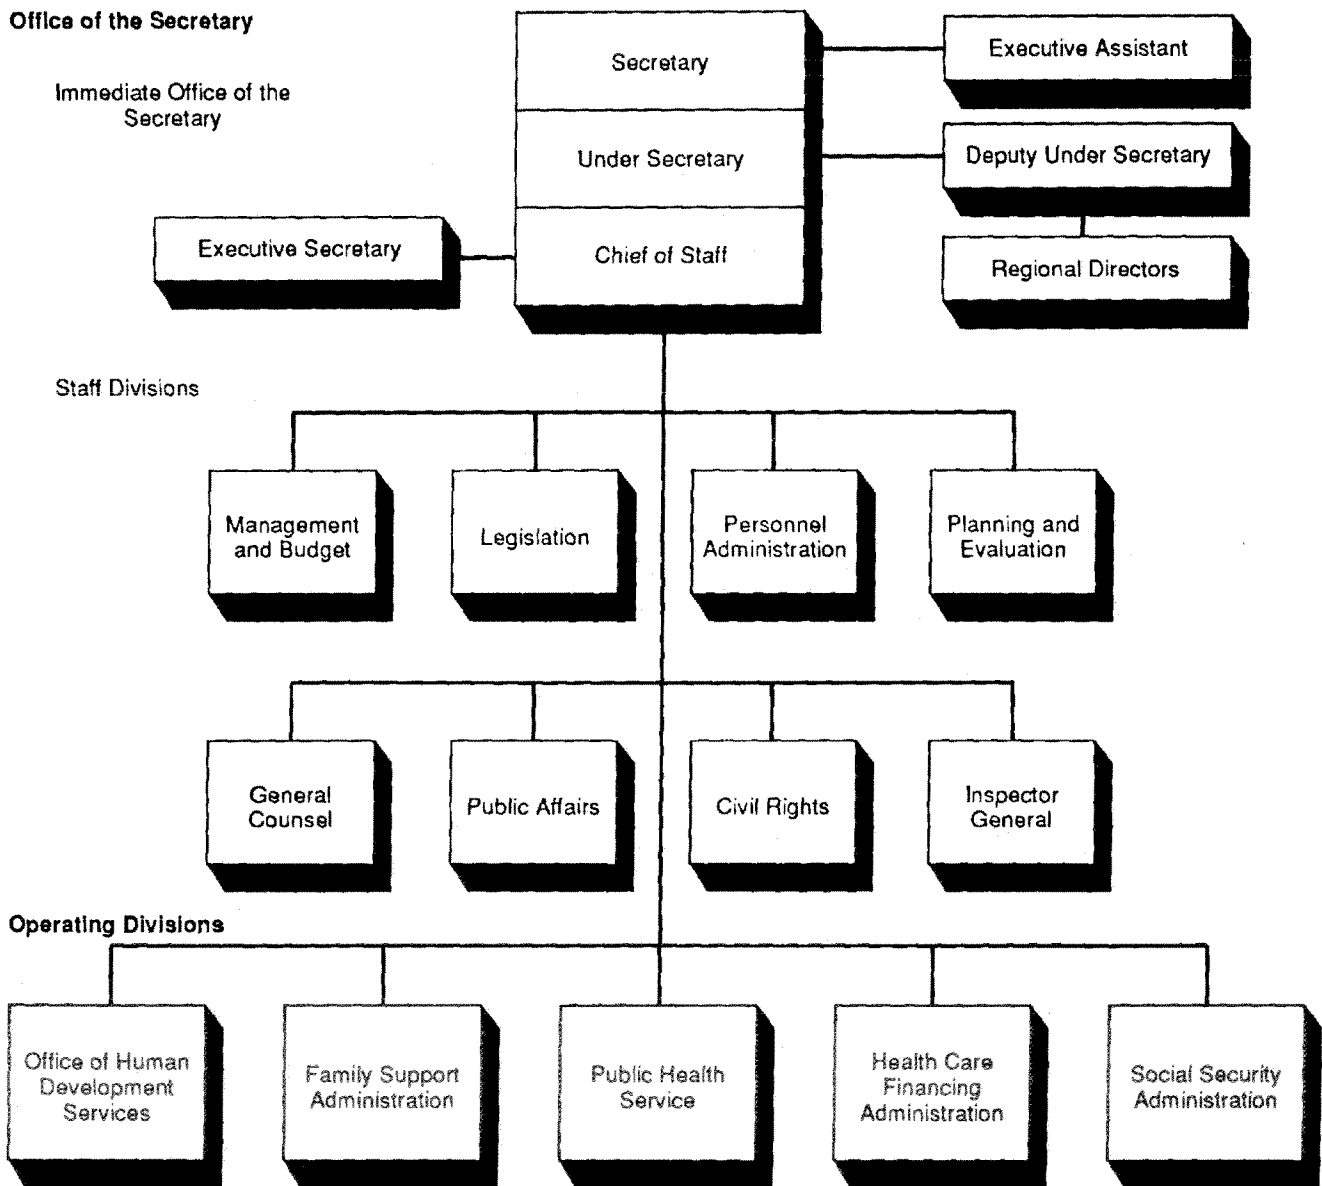 Office of the Secretary
Immediate Office of the
Secretary
Secretary
Executive Assistant
Under Secretary
Deputy Under Secretary
Executive Secretary
Chief of Staff
Regional Directors
Staff Divisions
Management
and Budget
Legislation
Personnel
Administration
Planning and
Evaluation
General
Counsel
Public Affairs
Civil Rights
Inspector
General
Operating Divisions
Office of Human
Development
Services
Family Support
Administration
Public Health
Service
Health Care
Financing
Administration
Social Security
Administration